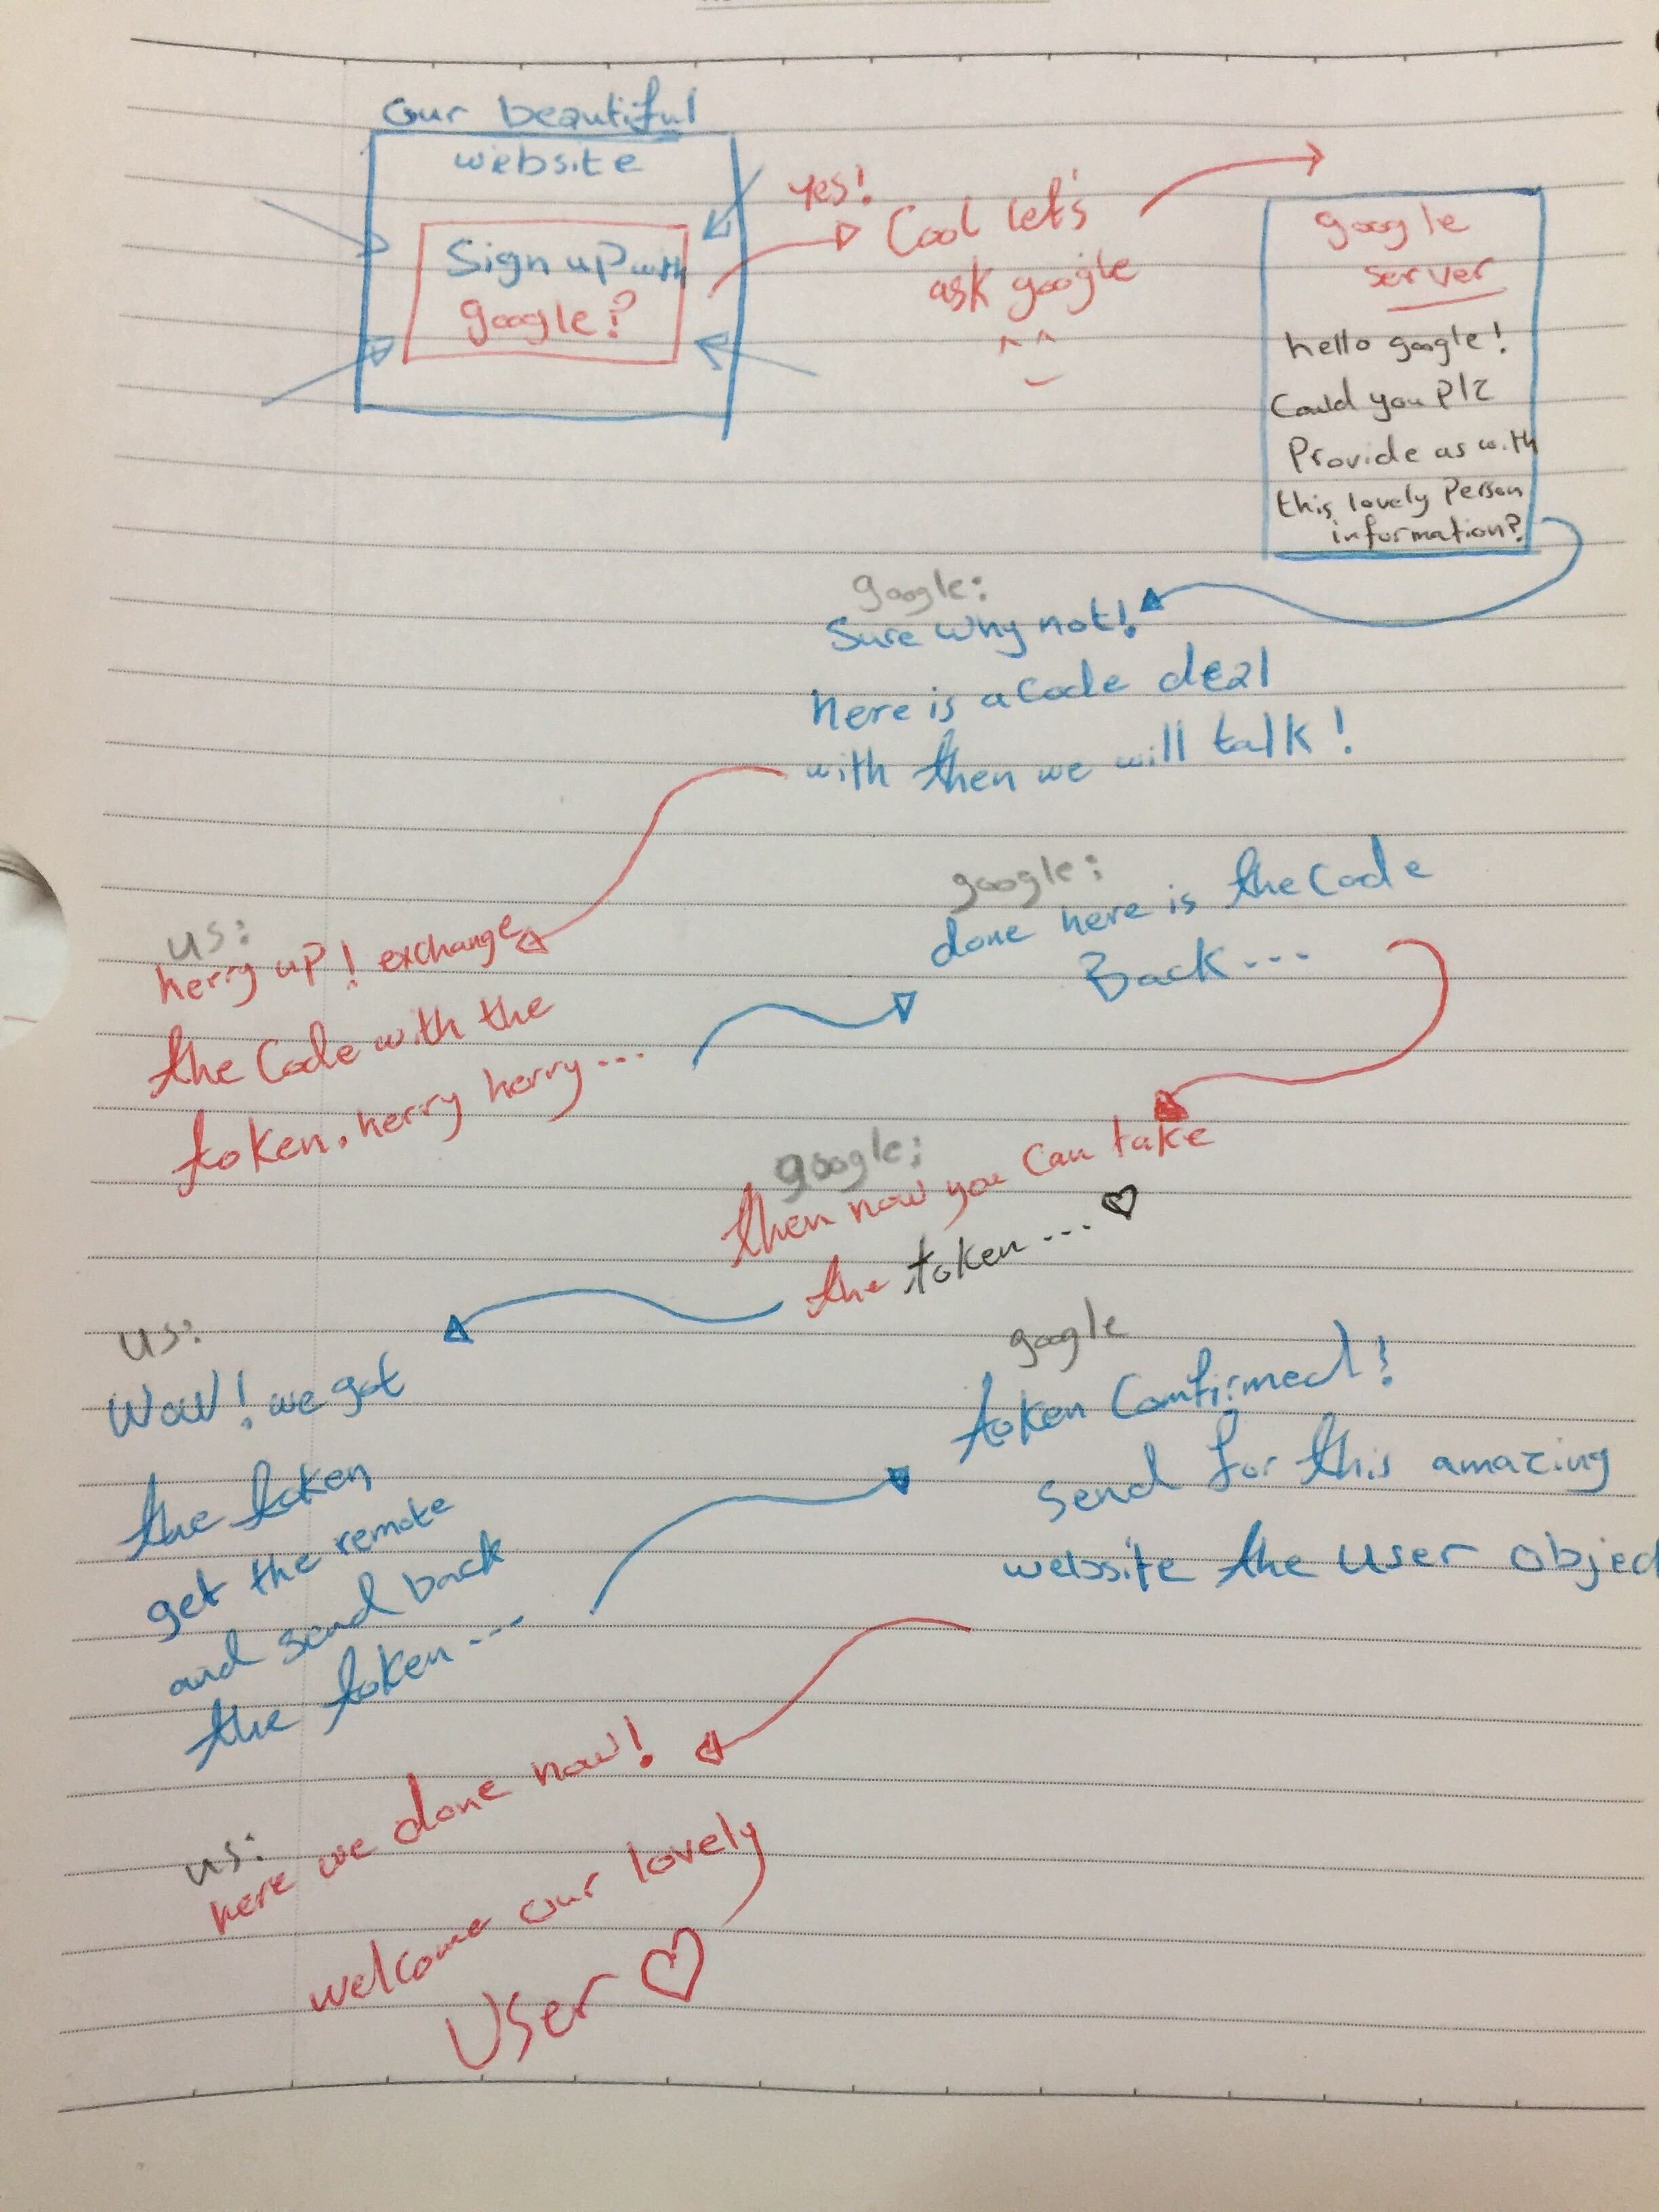 Our beautiful
website
Sign up with
google?
yes!
Cool let's
ask google
google
server
hello google!
Could you plz
Provide as with
this lovely Person
information?
google:
Sure why not!
here is a Code deal
with then we will talk!
us:
herry up! exchange
the Code with the
token. herry herry...
google:
done here is the Code
Back...
google:
then now you can take
the token...
us:
WOW! we got
the token
get the remote
and send back
the token---
google
token Confirmed!
send for this amazing
website the user objec
us:
here we done now!
welcome our lovely
User